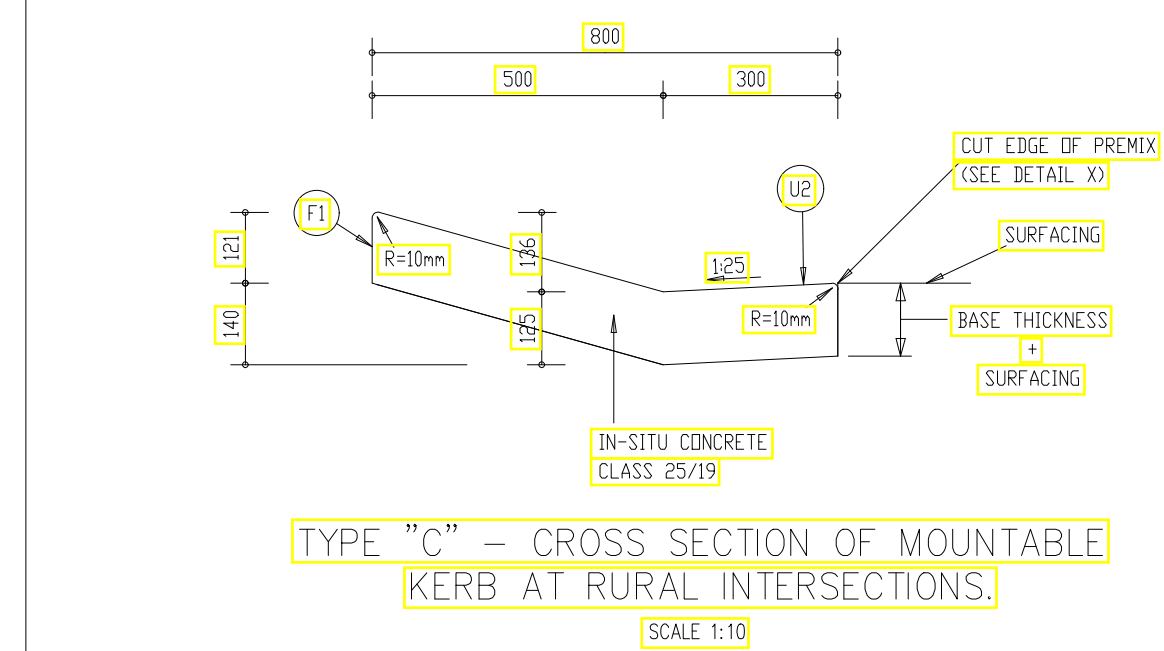 800
500
300
CUT EDGE OF PREMIX
(SEE DETAIL X)
U2
F1
SURFACING
121
R=10mm
136
1:25
140
125
R=10mm
BASE THICKNESS
+
SURFACING
IN-SITU CONCRETE
CLASS 25/19
TYPE "C" - CROSS SECTION OF MOUNTABLE
KERB AT RURAL INTERSECTIONS.
SCALE 1:10